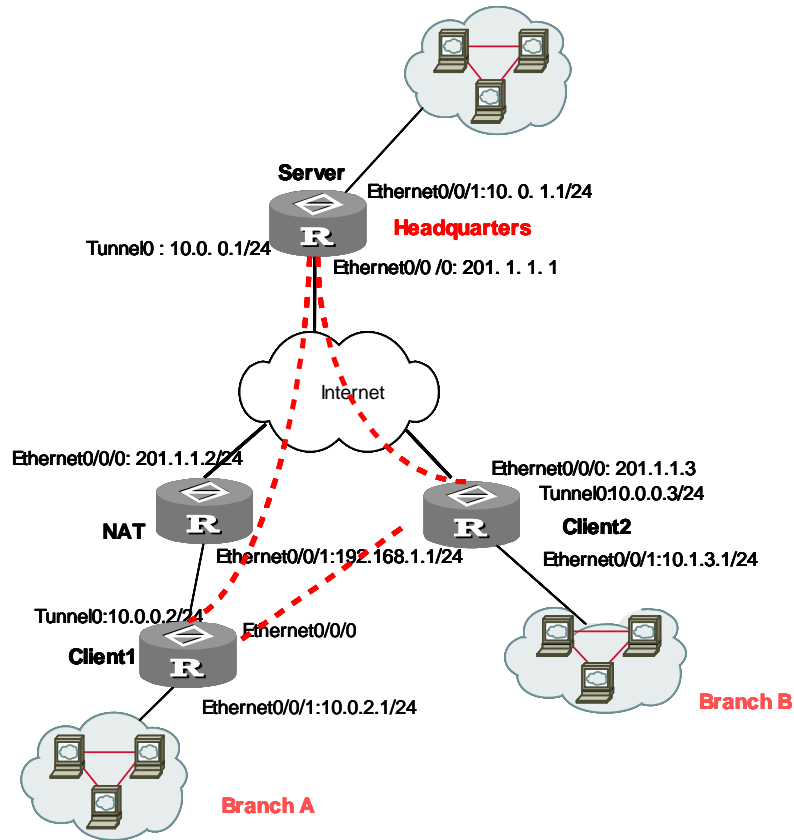 Server
Ethernet0/0/1:10. 0. 1.1/24
R
Headquarters
Tunnel0 : 10.0. 0.1/24
Ethernet0/0 /0: 201. 1. 1. 1
Internet
Ethernet0/0/0: 201.1.1.2/24
Ethernet0/0/0: 201.1.1.3
Tunnel0:10.0.0.3/24
NAT
R
R
Client2
Ethernet0/0/1:192.168.1.1/24
Ethernet0/0/1:10.1.3.1/24
Tunnel0:10.0.0.2/24
Ethernet0/0/0
Client1
R
Ethernet0/0/1:10.0.2.1/24
Branch B
Branch A